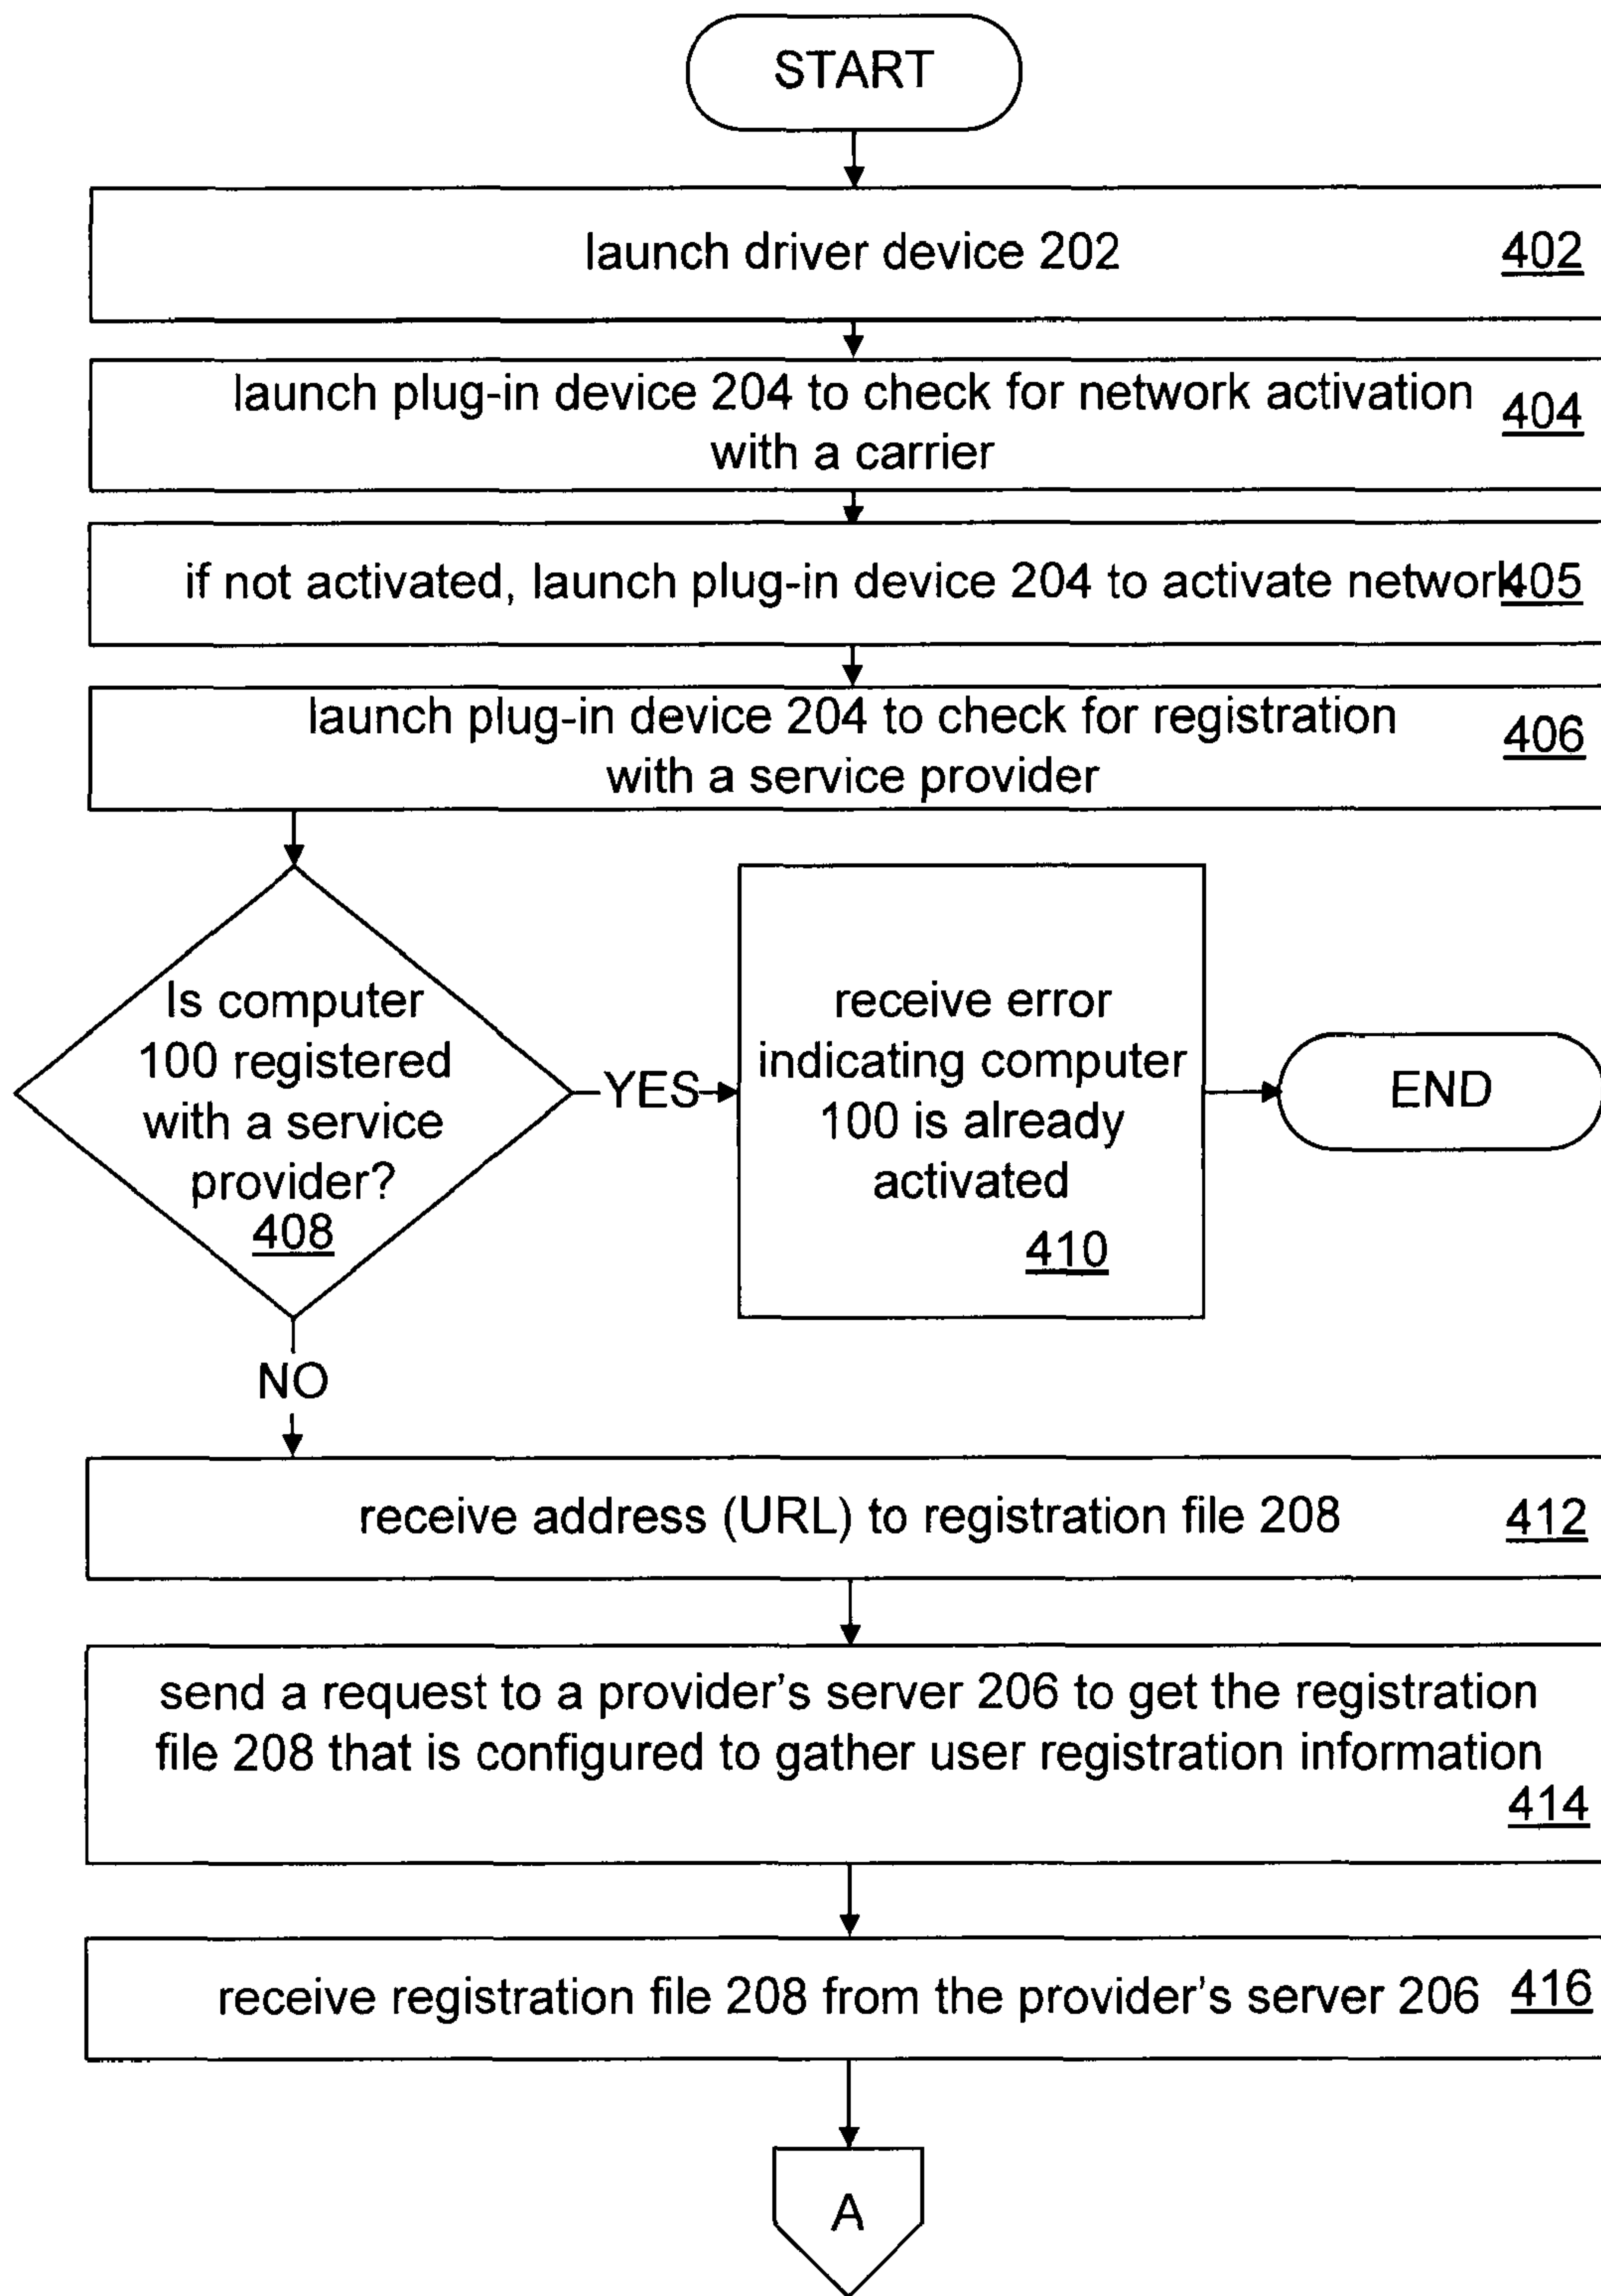 START
launch driver device 202
402
launch plug-in device 204 to check for network activation
with a carrier
404
if not activated, launch plug-in device 204 to activate network
405
launch plug-in device 204 to check for registration
with a service provider
406
Is computer
100 registered
with a service
provider?
408
YES
receive error
indicating computer
100 is already
activated
410
END
NO
receive address (URL) to registration file 208
412
send a request to a provider's server 206 to get the registration
file 208 that is configured to gather user registration information
414
receive registration file 208 from the provider's server 206
416
A